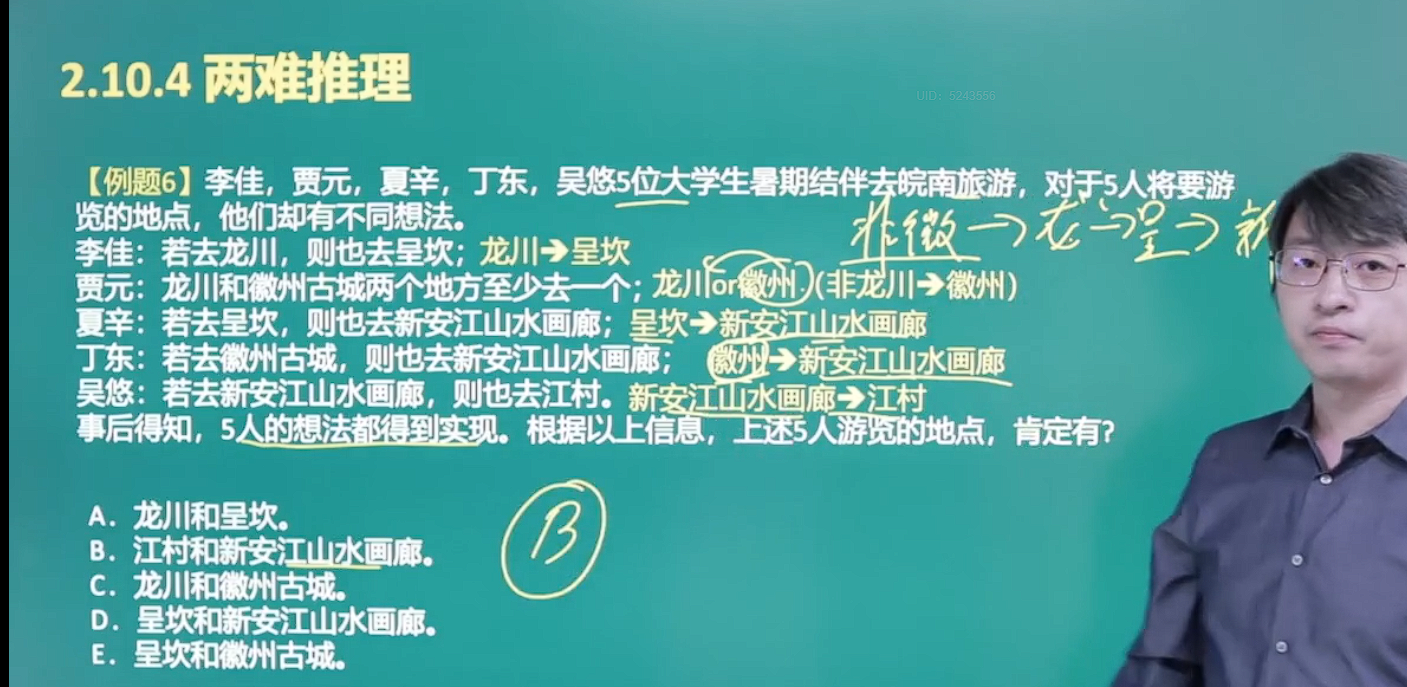 2.10.4 两难推理
UID: 5243556
【例题6】李佳，贾元，夏辛，丁东，吴悠5位大学生暑期结伴去皖南旅游，对于5人将要游
览的地点，他们却有不同想法。
非徽→龙→呈→新
李佳：若去龙川，则也去呈坎；龙川→呈坎
贾元：龙川和徽州古城两个地方至少去一个；龙川or徽州（非龙川→徽州）
夏辛：若去呈坎，则也去新安江山水画廊；呈坎→新安江山水画廊
丁东：若去徽州古城，则也去新安江山水画廊； 徽州→新安江山水画廊
吴悠：若去新安江山水画廊，则也去江村。新安江山水画廊→江村
事后得知，5人的想法都得到实现。根据以上信息，上述5人游览的地点，肯定有?
A．龙川和呈坎。
B．江村和新安江山水画廊。
C．龙川和徽州古城。
D．呈坎和新安江山水画廊。
E．呈坎和徽州古城。
B